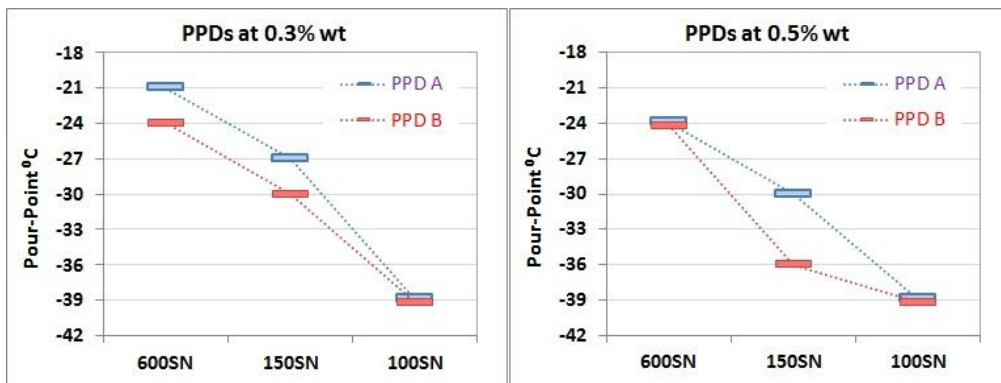 PPDs at 0.3% wt
Pour-Point ⁰C
-18
-21
-24
-27
-30
-33
-36
-39
-42
PPD A
PPD B
600SN 150SN 100SN
PPDs at 0.5% wt
Pour-Point ⁰C
-18
-21
-24
-27
-30
-33
-36
-39
-42
PPD A
PPD B
600SN 150SN 100SN